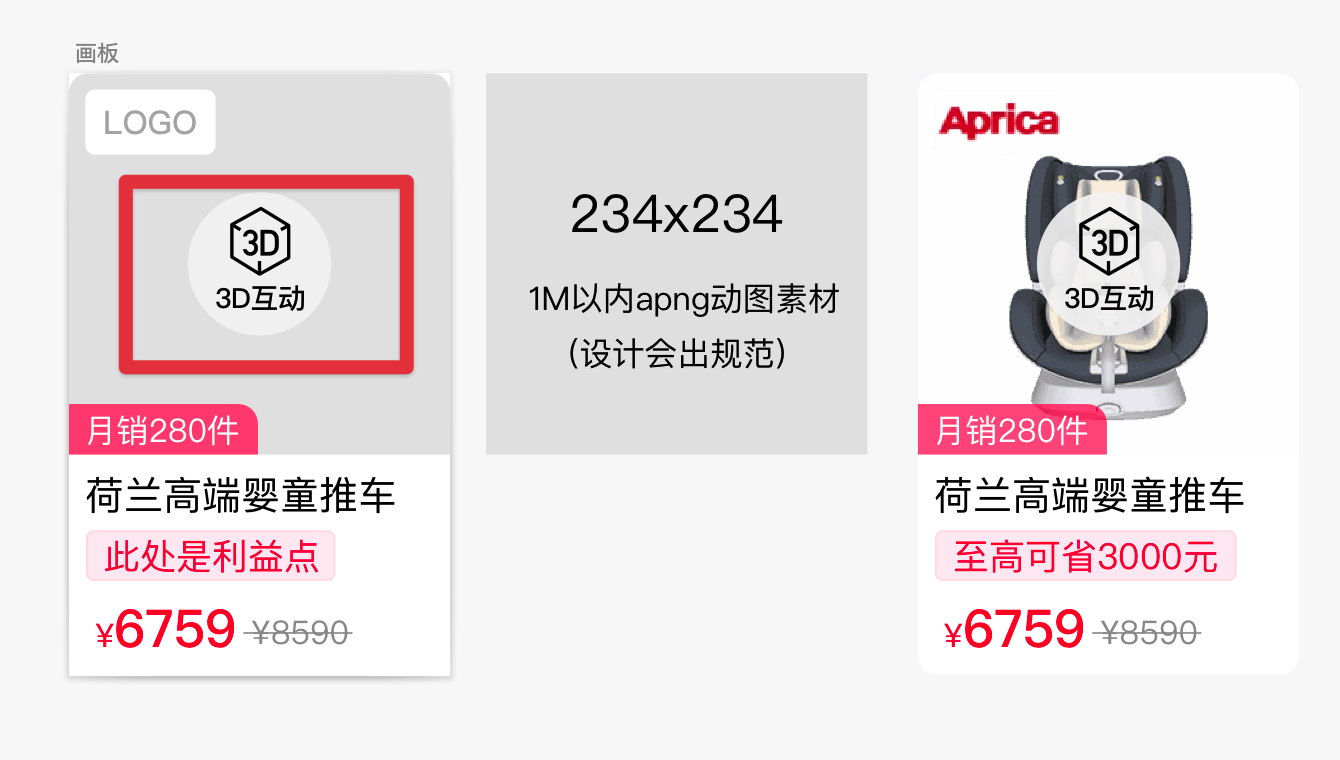 画板
LOGO
3D
3D互动
月销280件
荷兰高端婴童推车
此处是利益点
¥6759 ¥8590
234x234
1M以内apng动图素材
（设计会出规范）
Aprica
3D
3D互动
月销280件
荷兰高端婴童推车
至高可省3000元
¥6759 ¥8590